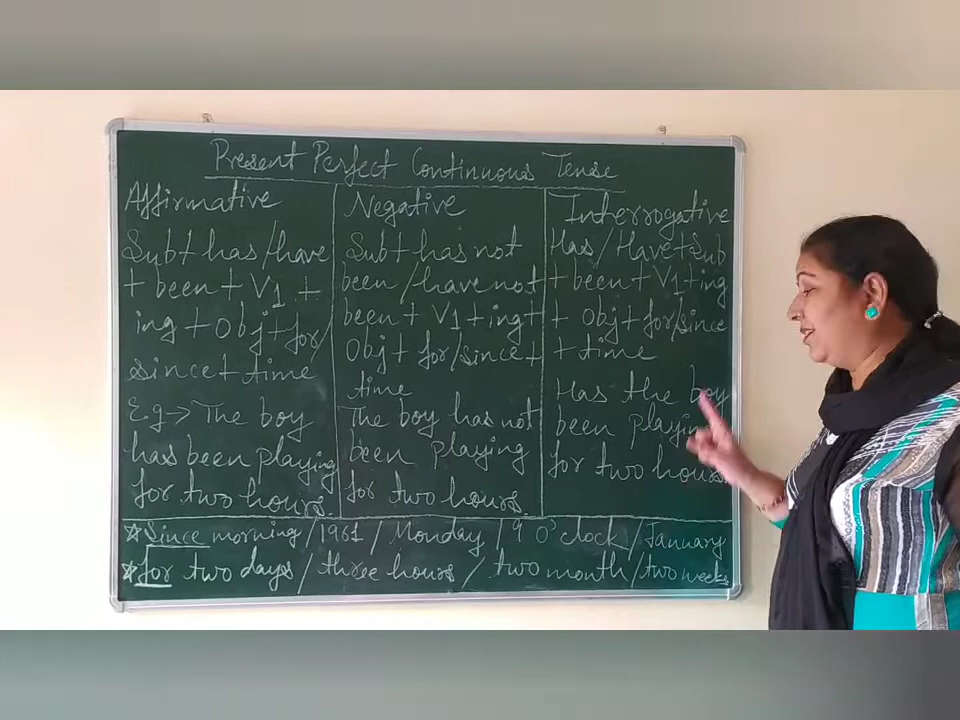 Present Perfect Continuous Tense
Affirmative
Sub+ has/have
+ been + V1 +
ing + Obj + for/
since + time
E.g → The boy
has been playing
for two hours.
Negative
Sub+ has not
been /have not
been + V1 + ing +
Obj + for/since +
time
The boy has not
been playing
for two hours.
Interrogative
Has/ Have + Sub
+ been + V1 + ing
+ Obj + for/since
+ time
Has the boy
been playing
for two hours
☆Since morning / 1961 / Monday / 9 O'clock / January
☆for two days / three hours / two month / two weeks